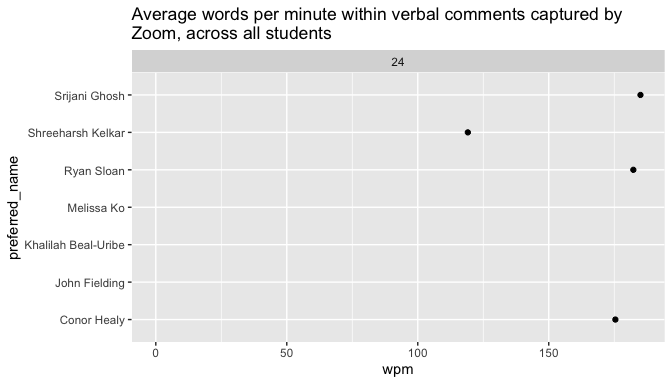 Average words per minute within verbal comments captured by
Zoom, across all students
24
Srijani Ghosh
Shreeharsh Kelkar
Ryan Sloan
Melissa Ko
Khalilah Beal-Uribe
John Fielding
Conor Healy
preferred_name
0 50 100 150
wpm